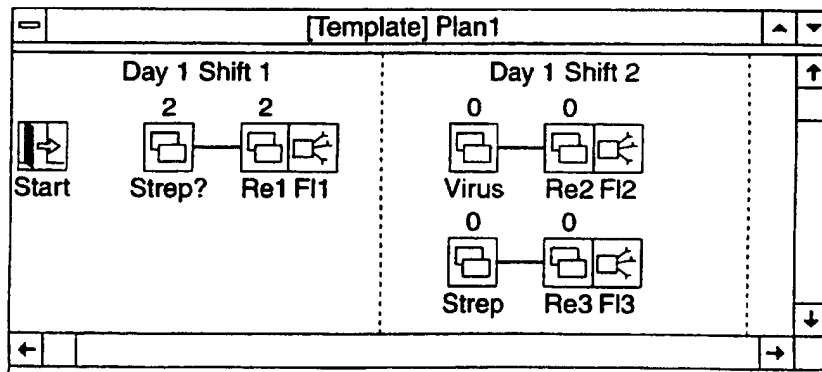 [Template] Plan1
Day 1 Shift 1 Day 1 Shift 2
2 2 0 0
Start Strep? Re1 Fl1 Virus Re2 Fl2
0 0
Strep Re3 Fl3